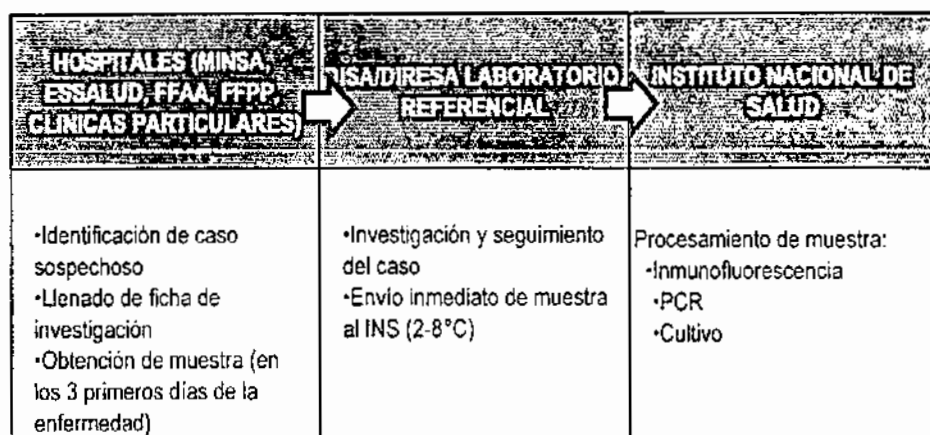 HOSPITALES (MINSA,
ESSALUD, FFAA, FFPP,
CLINICAS PARTICULARES)
DISA/DIRESA LABORATORIO
REFERENCIAL
INSTITUTO NACIONAL DE
SALUD
•Identificación de caso
sospechoso
•Llenado de ficha de
investigación
•Obtención de muestra (en
los 3 primeros días de la
enfermedad)
•Investigación y seguimiento
del caso
•Envío inmediato de muestra
al INS (2-8°C)
Procesamiento de muestra:
•Inmunofluorescencia
•PCR
•Cultivo